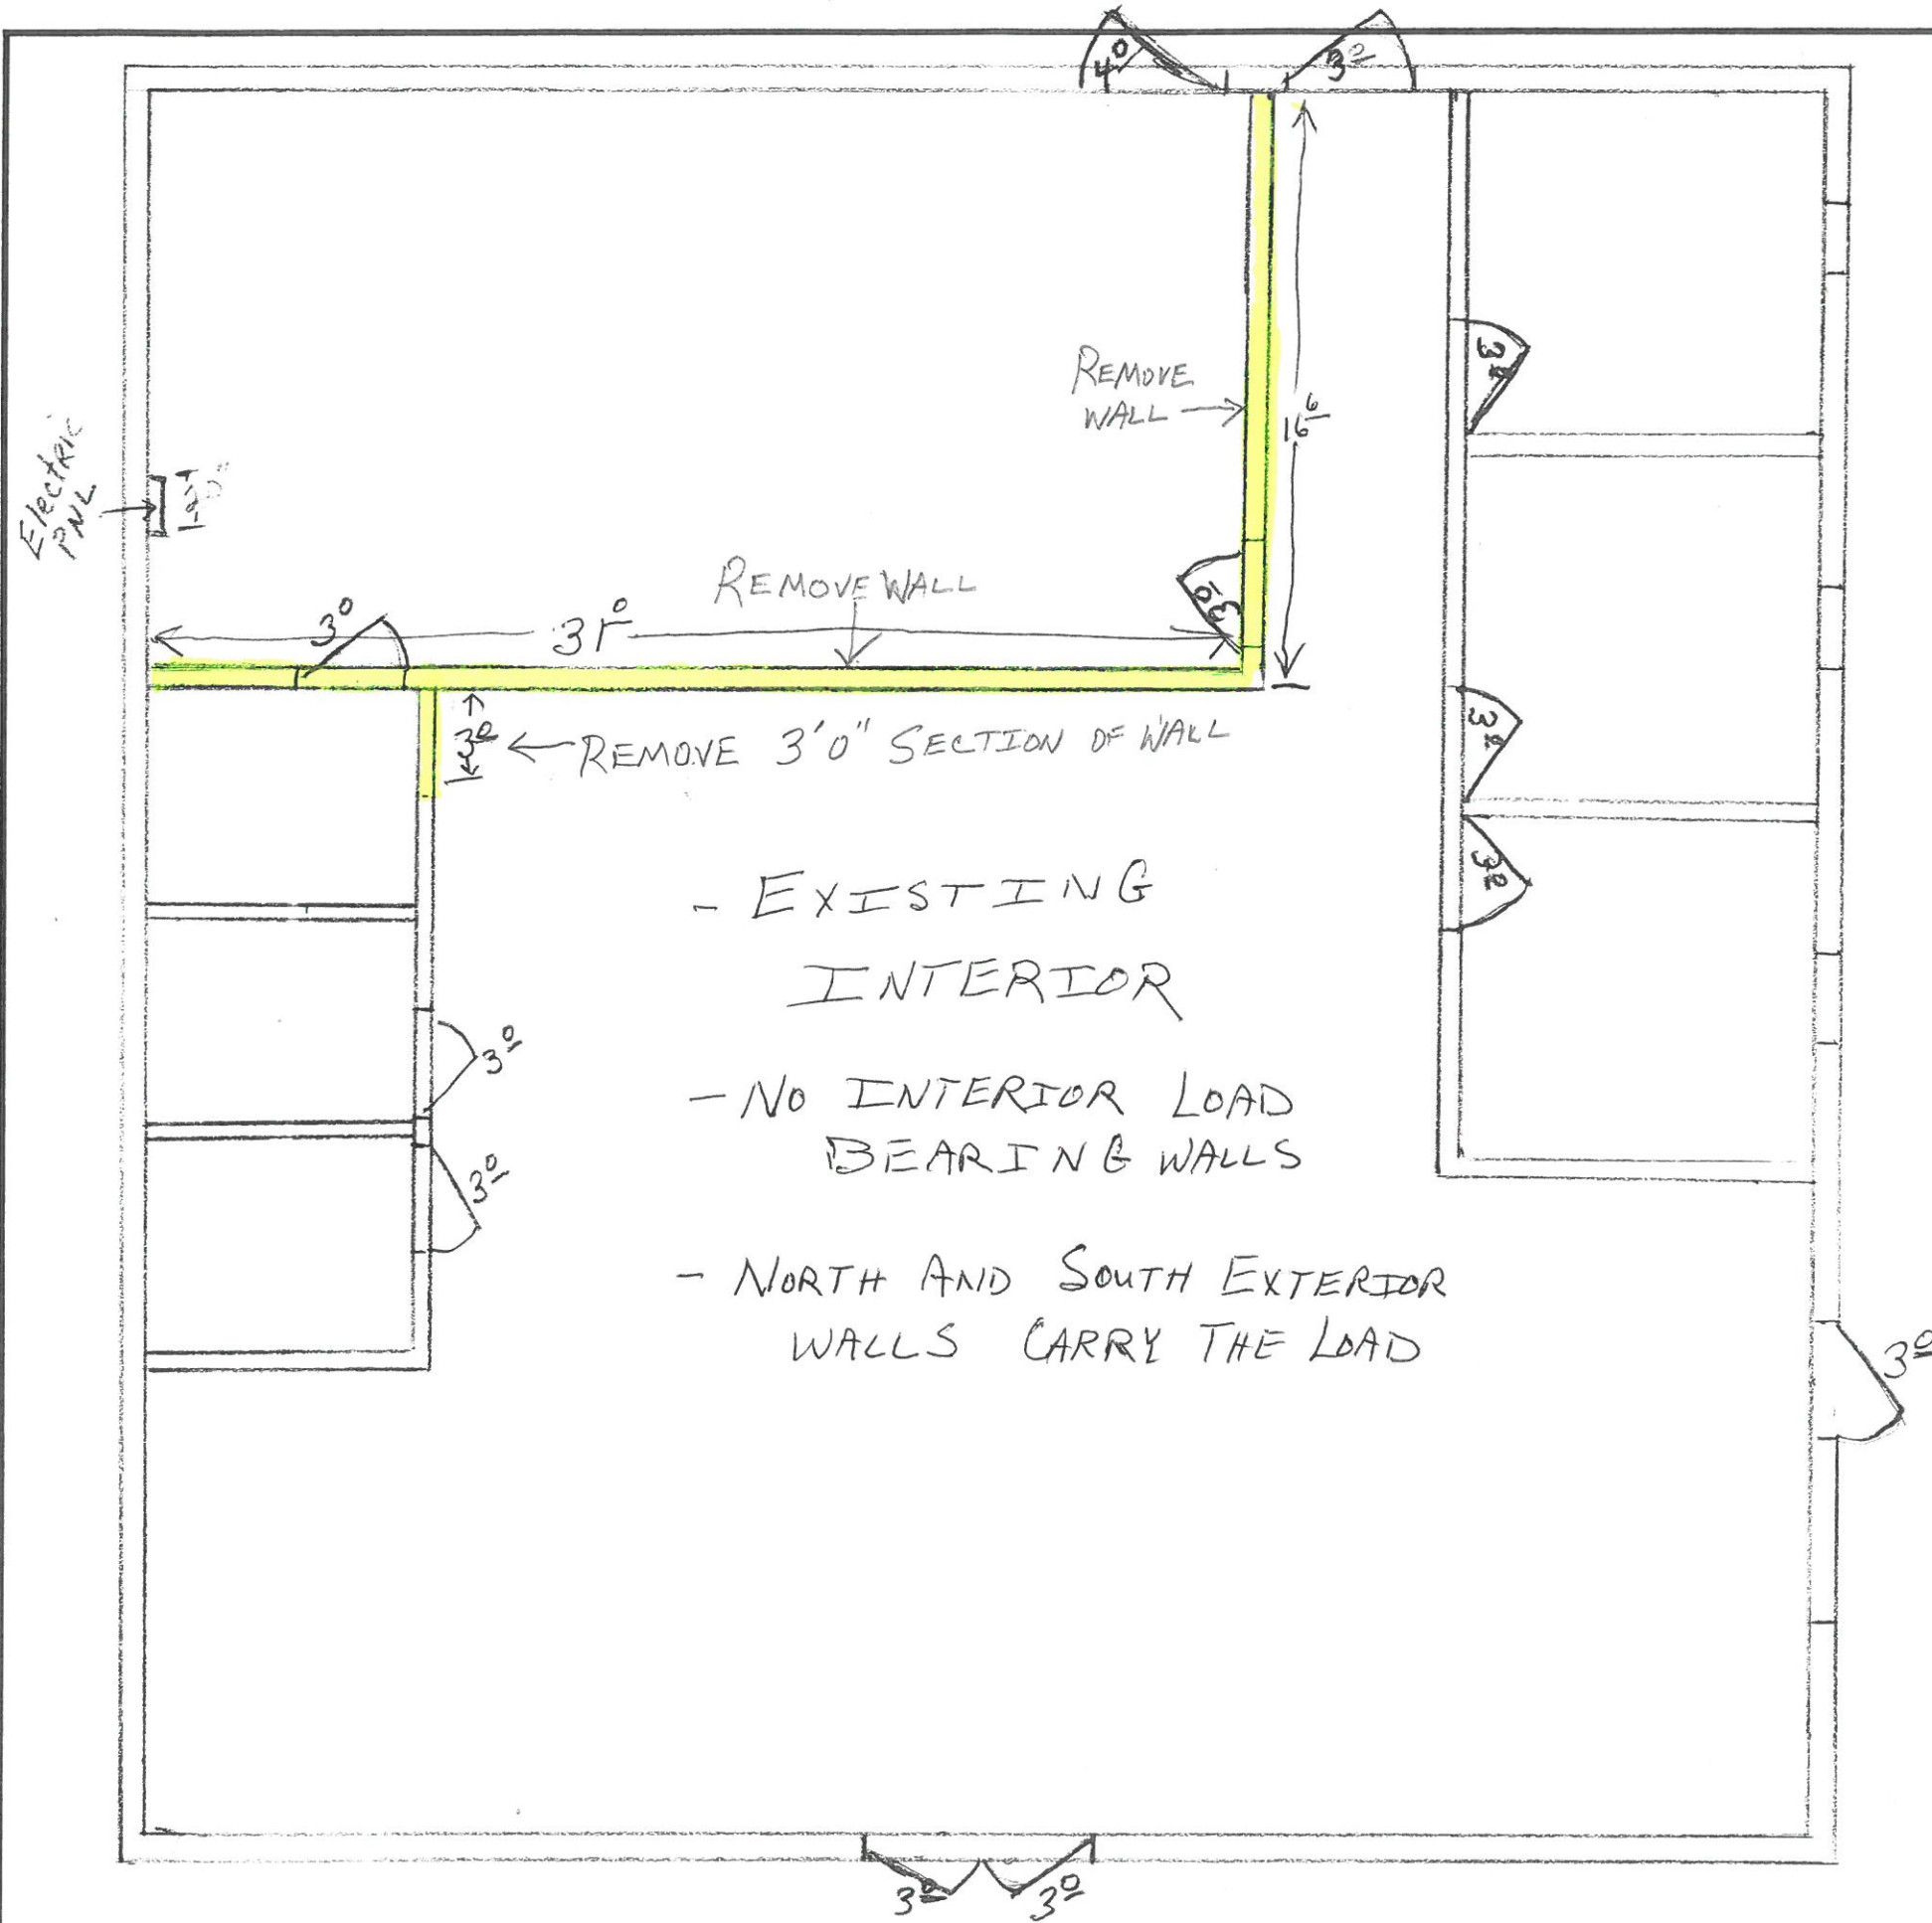 4⁰
3⁰
REMOVE
WALL
16⁶
3⁰
Electric
PNL
REMOVE WALL
3⁰
31⁰
3⁰
3⁰
3⁰
REMOVE 3'0" SECTION OF WALL
3⁰
- EXISTING
INTERIOR
3⁰
3⁰
- NO INTERIOR LOAD
BEARING WALLS
3⁰
- NORTH AND SOUTH EXTERIOR
WALLS CARRY THE LOAD
3⁰
3⁰ 3⁰